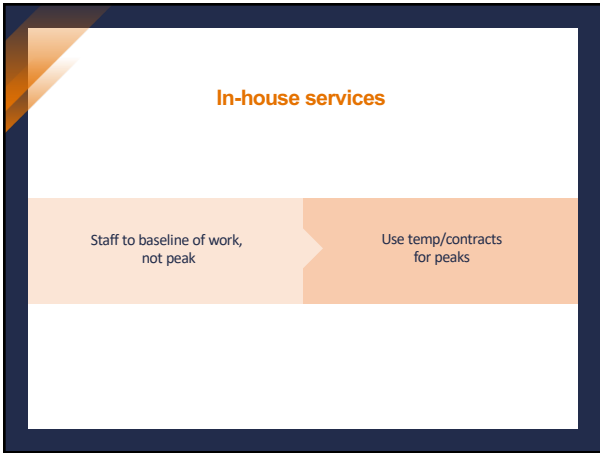 In-house services
Staff to baseline of work,
not peak
Use temp/contracts
for peaks